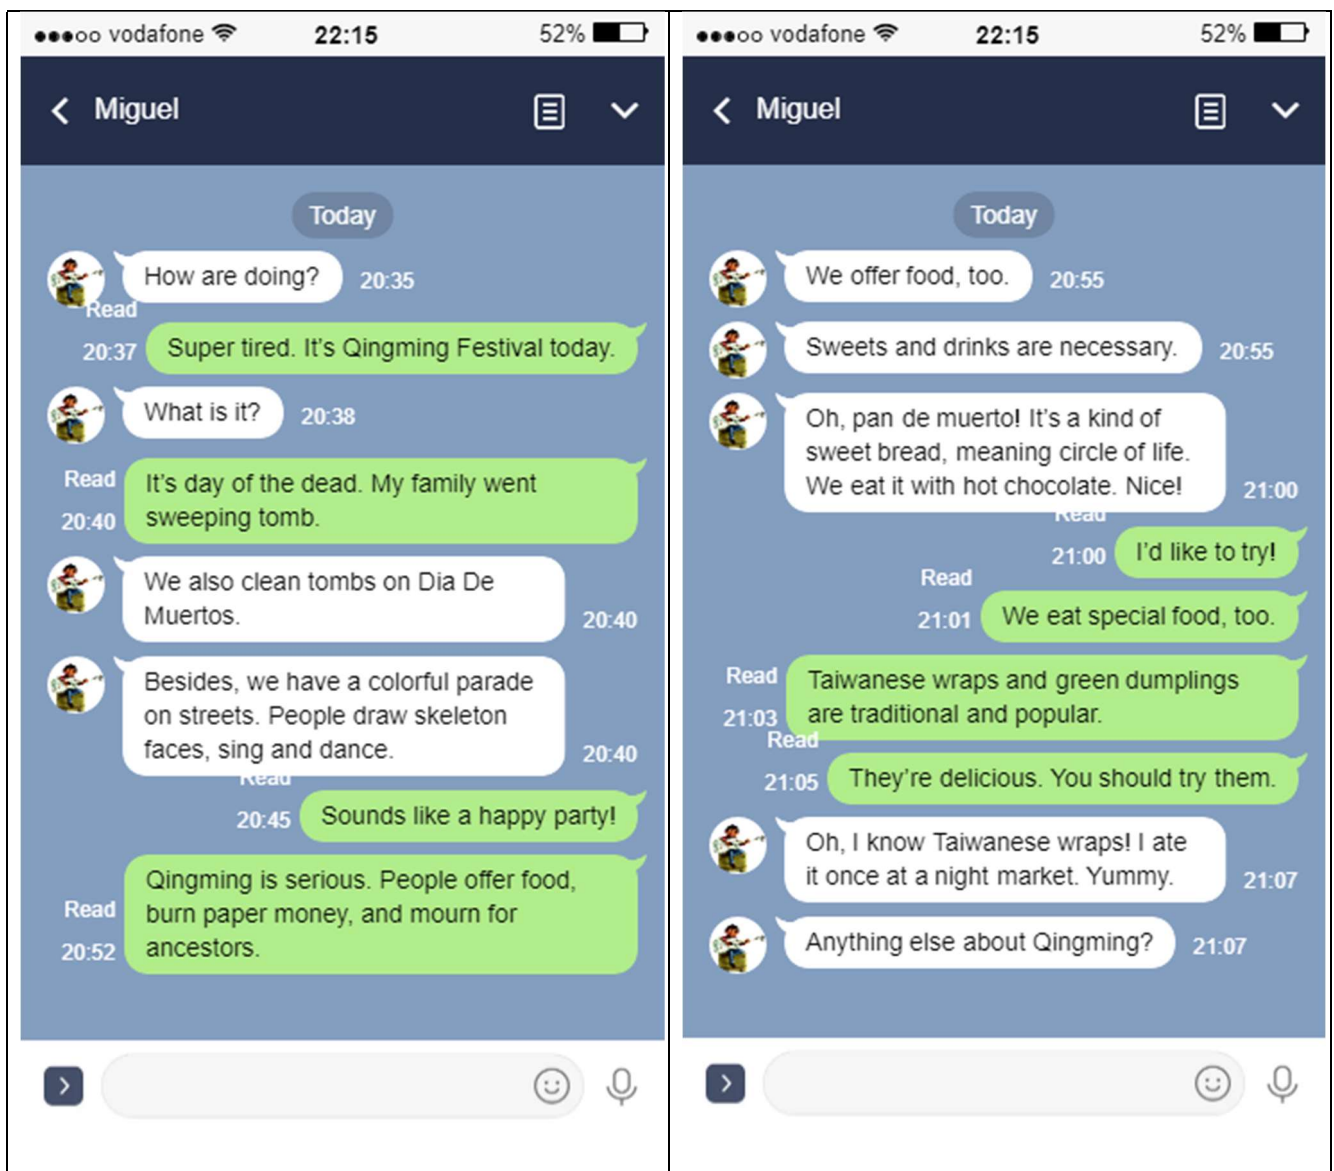 vodafone 22:15 52%
Miguel
Today
How are doing? 20:35
Read
20:37 Super tired. It's Qingming Festival today.
What is it? 20:38
Read
20:40
It's day of the dead. My family went
sweeping tomb.
We also clean tombs on Dia De
Muertos. 20:40
Besides, we have a colorful parade
on streets. People draw skeleton
faces, sing and dance. 20:40
Read
20:45 Sounds like a happy party!
Read
20:52
Qingming is serious. People offer food,
burn paper money, and mourn for
ancestors.
vodafone 22:15 52%
Miguel
Today
We offer food, too. 20:55
Sweets and drinks are necessary. 20:55
Oh, pan de muerto! It's a kind of
sweet bread, meaning circle of life.
We eat it with hot chocolate. Nice! 21:00
Read
21:00 I'd like to try!
Read
21:01 We eat special food, too.
Read
21:03
Taiwanese wraps and green dumplings
are traditional and popular.
Read
21:05 They're delicious. You should try them.
Oh, I know Taiwanese wraps! I ate
it once at a night market. Yummy. 21:07
Anything else about Qingming? 21:07